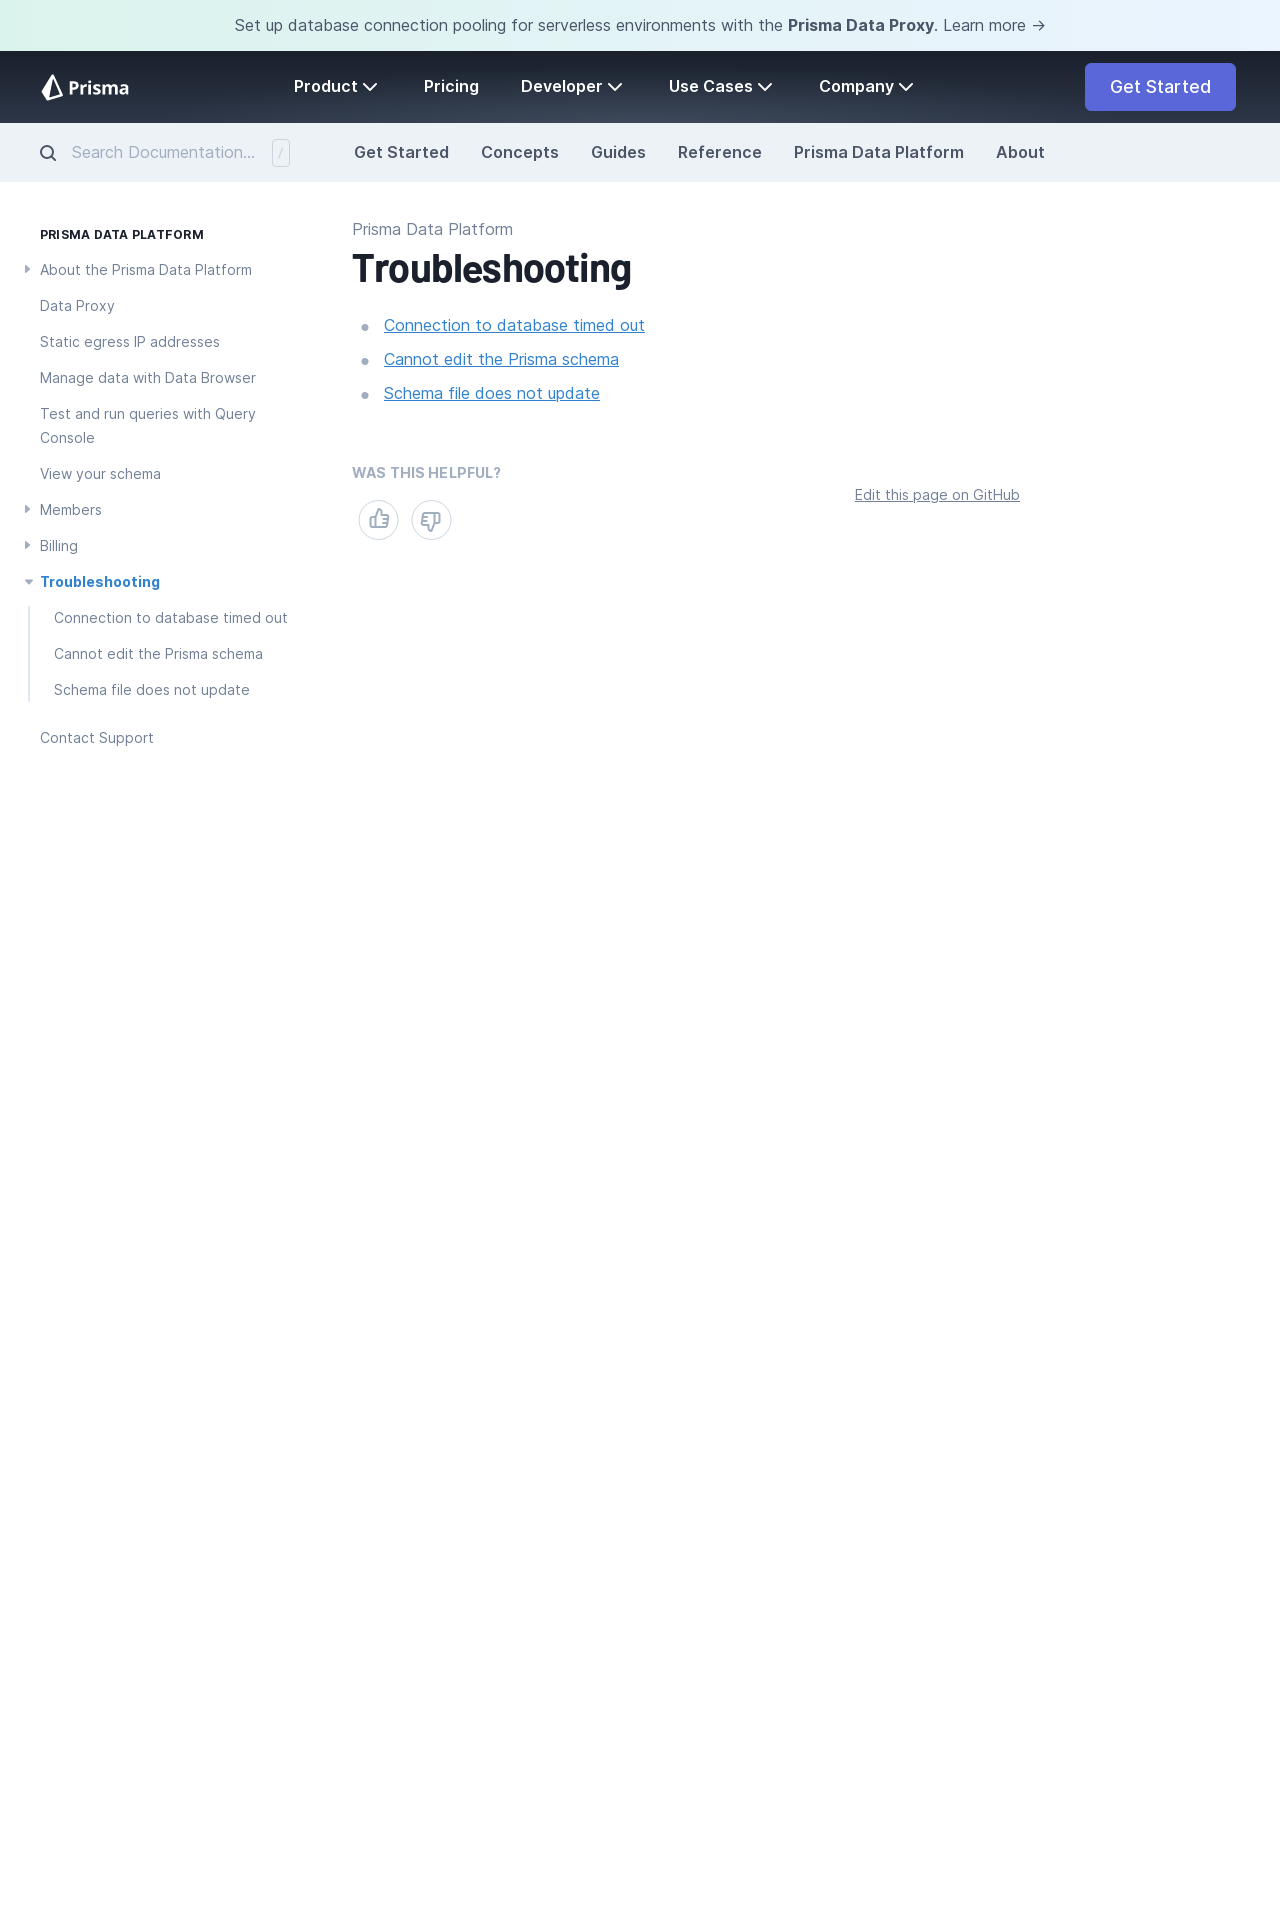 Set up database connection pooling for serverless environments with the Prisma Data Proxy. Learn more →
Prisma
Product
Pricing
Developer
Use Cases
Company
Get Started
Search Documentation...
/
Get Started
Concepts
Guides
Reference
Prisma Data Platform
About
PRISMA DATA PLATFORM
About the Prisma Data Platform
Data Proxy
Static egress IP addresses
Manage data with Data Browser
Test and run queries with Query
Console
View your schema
Members
Billing
Troubleshooting
Connection to database timed out
Cannot edit the Prisma schema
Schema file does not update
Contact Support
Prisma Data Platform
Troubleshooting
Connection to database timed out
Cannot edit the Prisma schema
Schema file does not update
WAS THIS HELPFUL?
Edit this page on GitHub